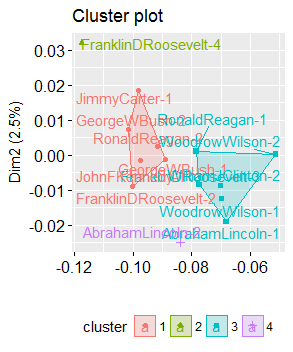 Cluster plot
FranklinDRoosevelt-4
JimmyCarter-1
RonaldReagan-1
GeorgeWBush-2
RonaldReagan-2
WoodrowWilson-2
GeorgeWBush-1
FranklinDRoosevelt-2
WoodrowWilson-1
AbrahamLincoln-2
AbrahamLincoln-1
0.03
0.02
0.01
0.00
-0.01
-0.02
Dim2 (2.5%)
-0.12
-0.10
-0.08
-0.06
cluster
a 1
a 2
a 3
a 4